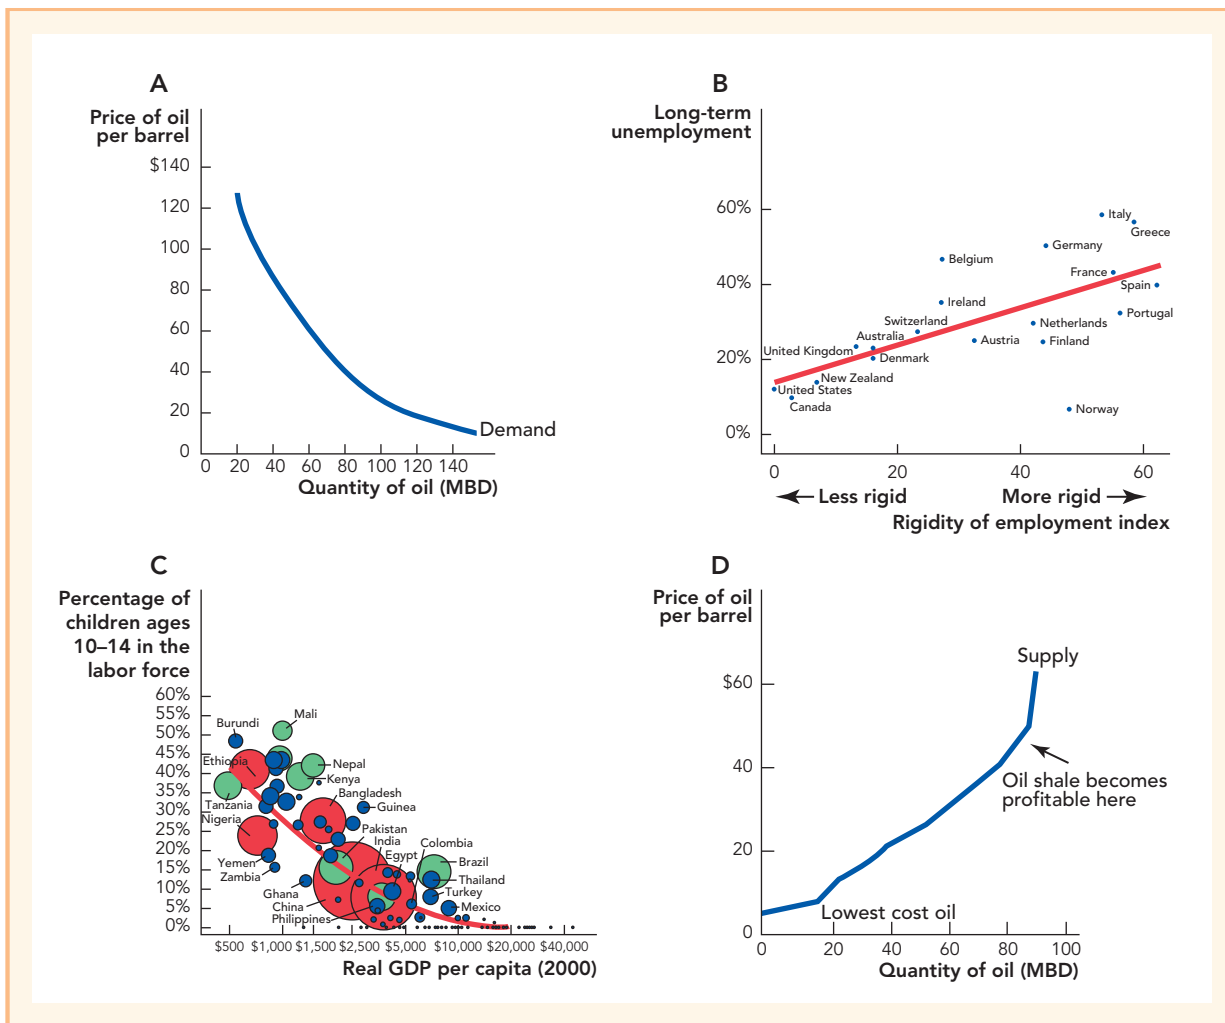 A
Price of oil
per barrel
$140
120
100
80
60
40
20
0
0 20 40 60 80 100 120 140
Demand
Quantity of oil (MBD)
B
Long-term
unemployment
60%
40%
20%
0%
Italy
Greece
Germany
Belgium
France
Spain
Ireland
Portugal
Switzerland
Netherlands
Australia
Austria
Finland
United Kingdom
Denmark
New Zealand
United States
Canada
Norway
0 20 40 60
Less rigid
More rigid
Rigidity of employment index
C
Percentage of
children ages
10–14 in the
labor force
60%
55%
50%
45%
40%
35%
30%
25%
20%
15%
10%
5%
0%
Mali
Burundi
Ethiopia
Nepal
Kenya
Bangladesh
Tanzania
Guinea
Nigeria
Pakistan
India
Colombia
Egypt
Yemen
Brazil
Zambia
Thailand
Ghana
Turkey
China
Mexico
Philippines
$500 $1,000 $1,500 $2,500 $5,000 $10,000 $20,000 $40,000
Real GDP per capita (2000)
D
Price of oil
per barrel
$60
40
20
0
Supply
Oil shale becomes
profitable here
Lowest cost oil
0 20 40 60 80 100
Quantity of oil (MBD)